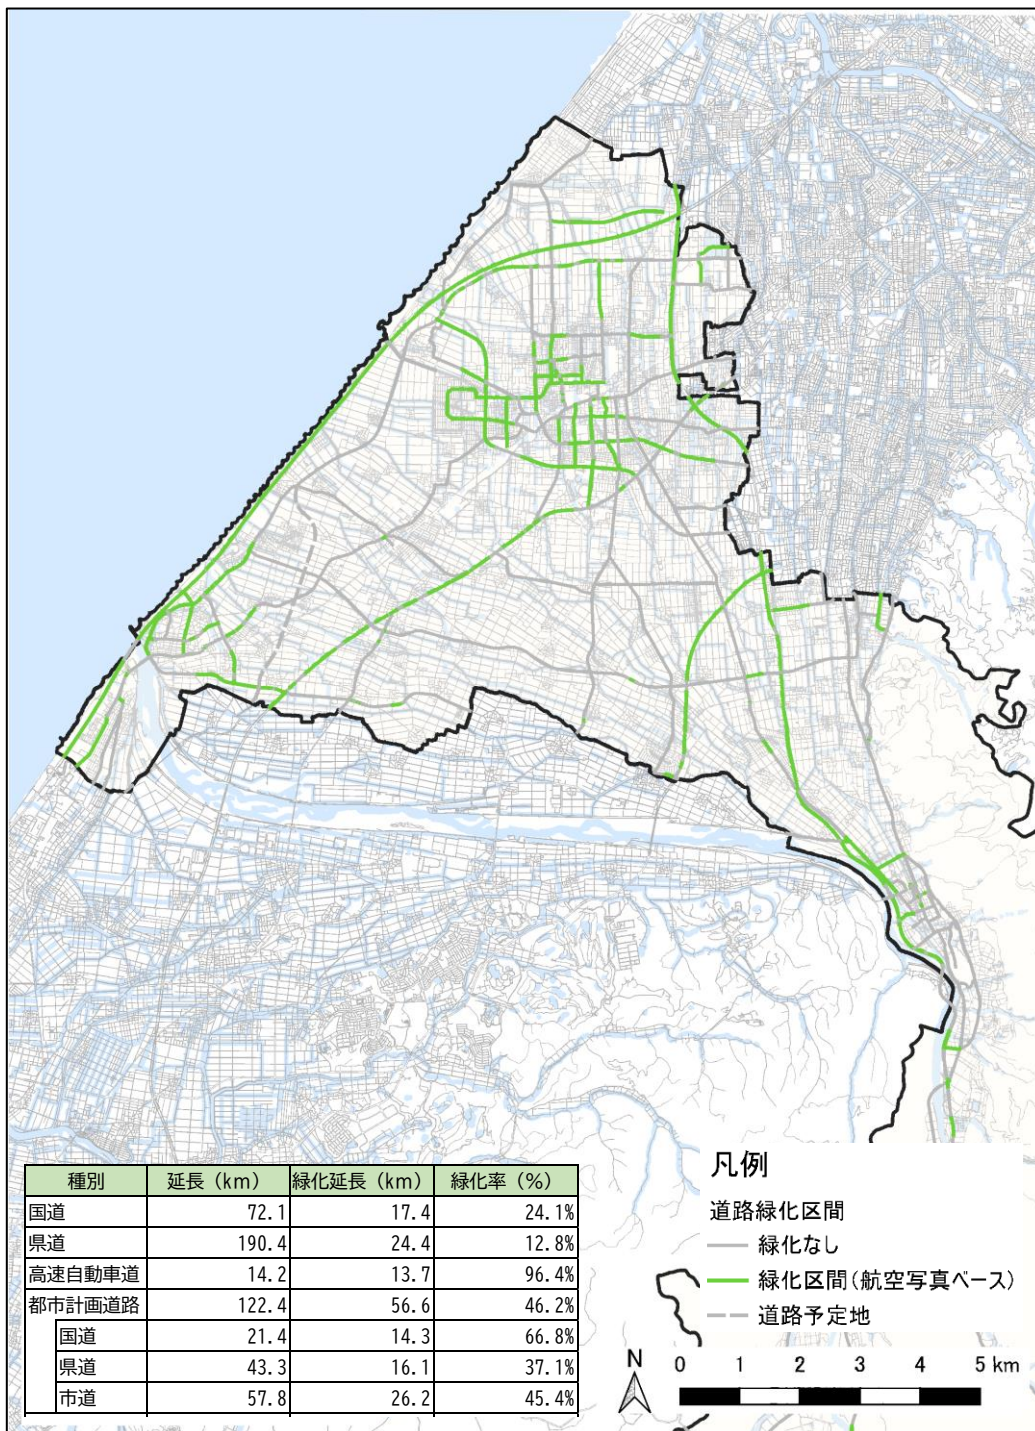 種別 延長（km） 緑化延長（km） 緑化率（%）
国道 72.1 17.4 24.1%
県道 190.4 24.4 12.8%
高速自動車道 14.2 13.7 96.4%
都市計画道路 122.4 56.6 46.2%
国道 21.4 14.3 66.8%
県道 43.3 16.1 37.1%
市道 57.8 26.2 45.4%
凡例
道路緑化区間
緑化なし
緑化区間（航空写真ベース）
道路予定地
N 0 1 2 3 4 5 km